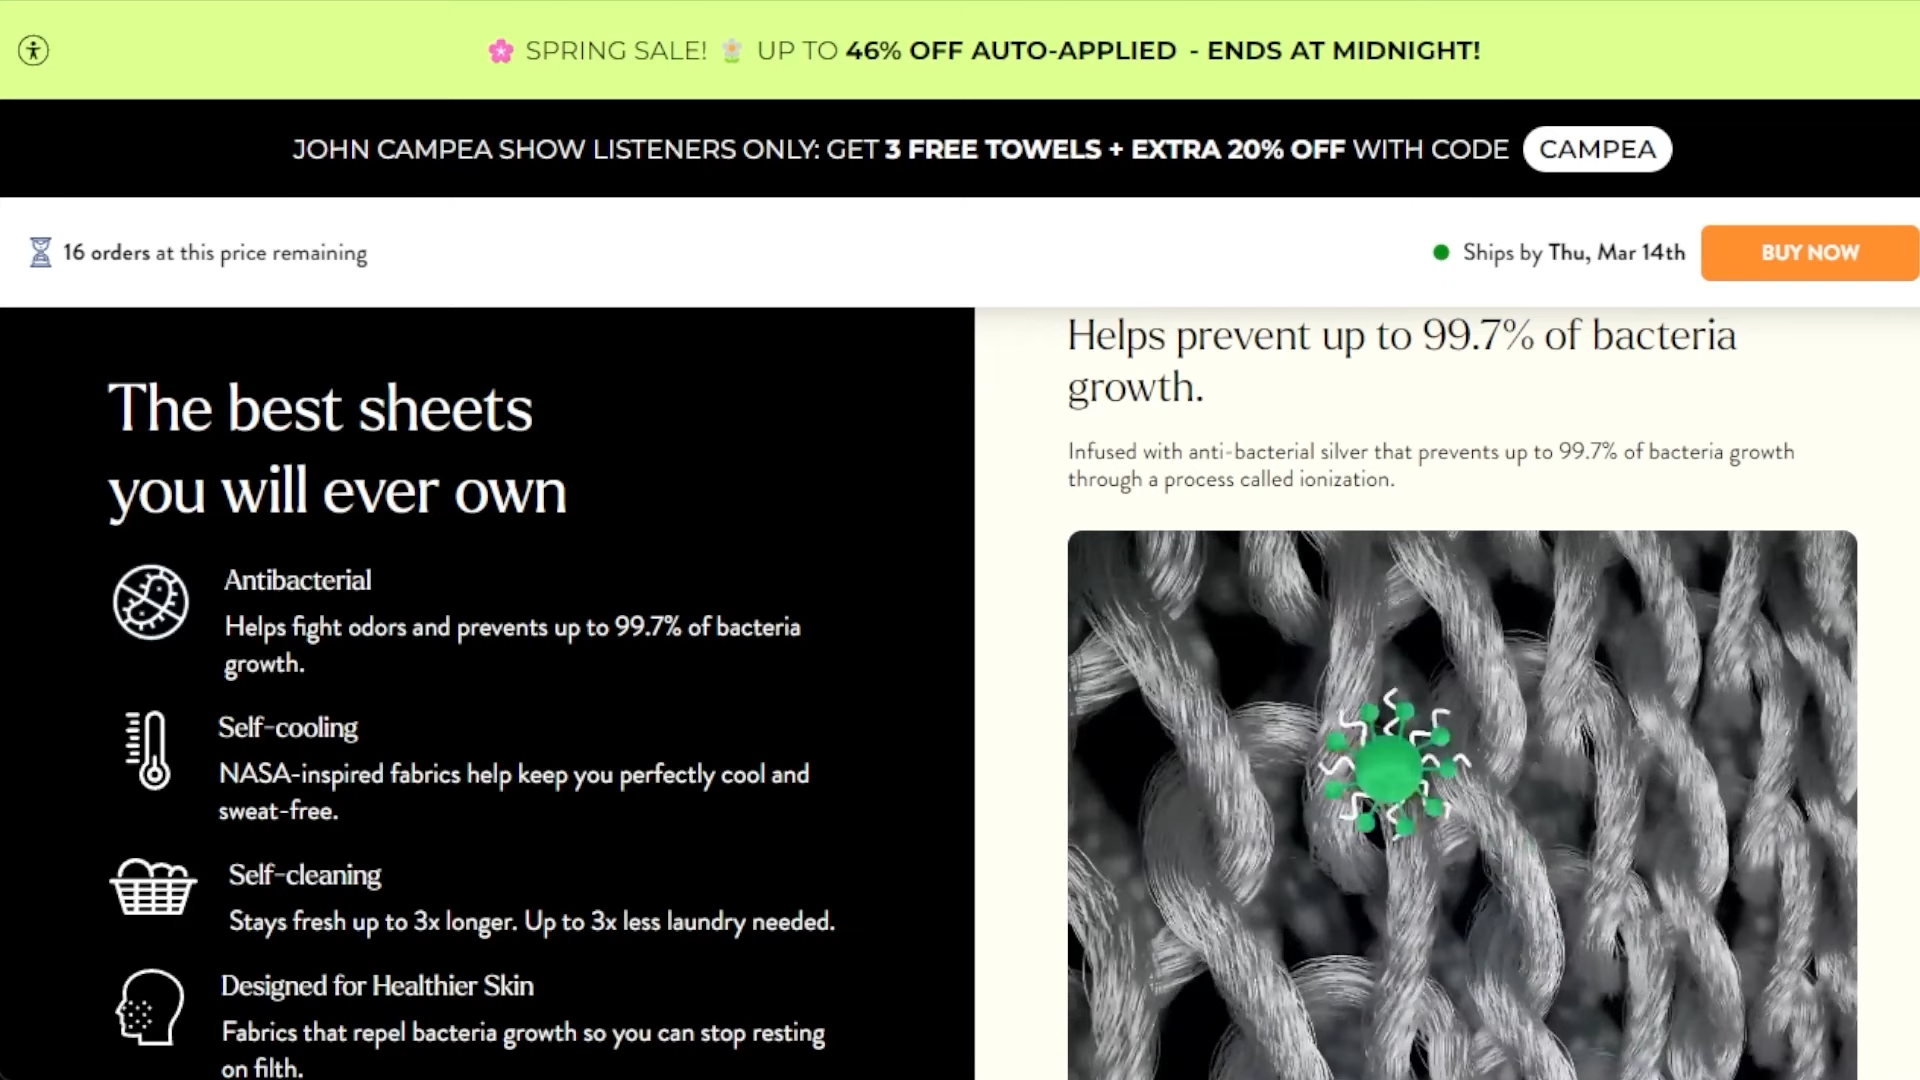 🌸 SPRING SALE! 🌼 UP TO 46% OFF AUTO-APPLIED - ENDS AT MIDNIGHT!
JOHN CAMPEA SHOW LISTENERS ONLY: GET 3 FREE TOWELS + EXTRA 20% OFF WITH CODE CAMPEA
16 orders at this price remaining
Ships by Thu, Mar 14th
BUY NOW
The best sheets
you will ever own
Antibacterial
Helps fight odors and prevents up to 99.7% of bacteria
growth.
Self-cooling
NASA-inspired fabrics help keep you perfectly cool and
sweat-free.
Self-cleaning
Stays fresh up to 3x longer. Up to 3x less laundry needed.
Designed for Healthier Skin
Fabrics that repel bacteria growth so you can stop resting
on filth.
Helps prevent up to 99.7% of bacteria
growth.
Infused with anti-bacterial silver that prevents up to 99.7% of bacteria growth
through a process called ionization.